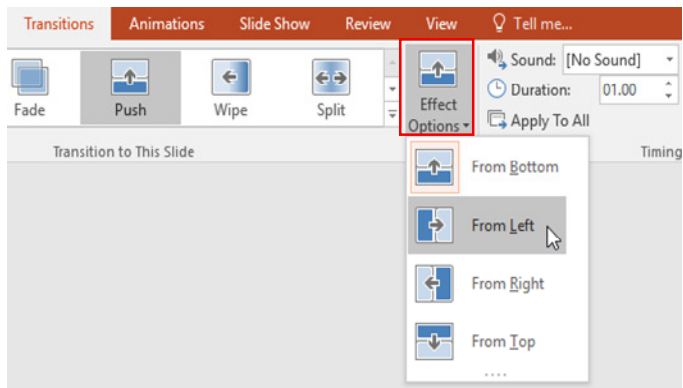 Transitions Animations Slide Show Review View Tell me...
Fade Push Wipe Split
Effect Options
Sound: [No Sound]
Duration: 01.00
Apply To All
Transition to This Slide
Timing
From Bottom
From Left
From Right
From Top